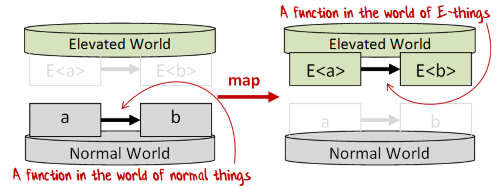 A function in the world of E-things
Elevated World
E<a>
E<b>
map
a
b
Normal World
A function in the world of normal things
Elevated World
E<a>
E<b>
a
b
Normal World